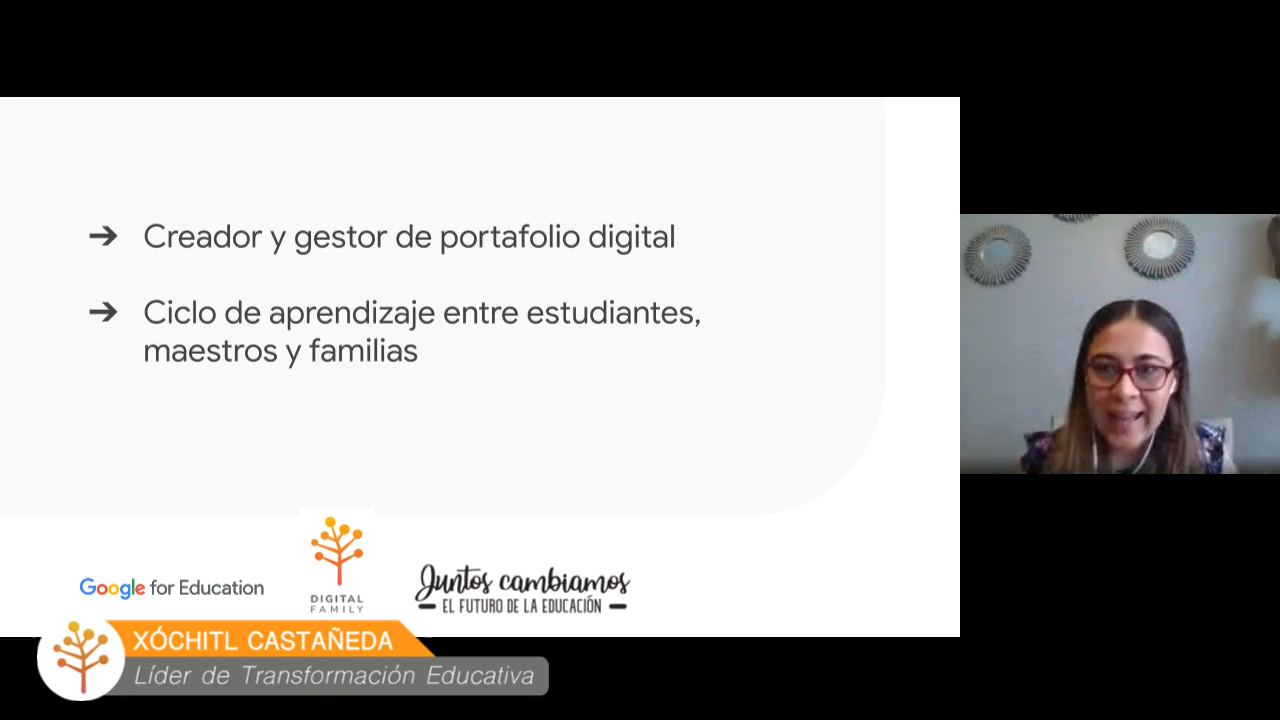 ➔ Creador y gestor de portafolio digital
➔ Ciclo de aprendizaje entre estudiantes,
maestros y familias
Google for Education
DIGITAL
FAMILY
Juntos cambiamos
EL FUTURO DE LA EDUCACIÓN
XÓCHITL CASTAÑEDA
Líder de Transformación Educativa